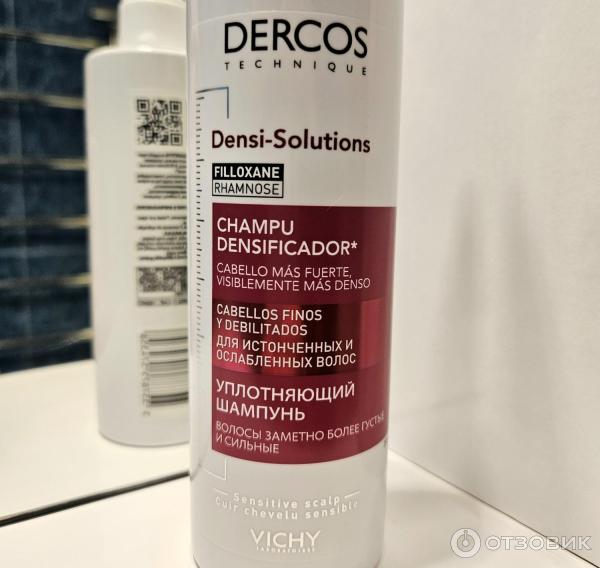 DERCOS
TECHNIQUE
Densi-Solutions
FILLOXANE
RHAMNOSE
CHAMPU
DENSIFICADOR*
CABELLO MÁS FUERTE,
VISIBLEMENTE MÁS DENSO
CABELLOS FINOS
Y DEBILITADOS
ДЛЯ ИСТОНЧЕННЫХ И
ОСЛАБЛЕННЫХ ВОЛОС
УПЛОТНЯЮЩИЙ
ШАМПУНЬ
ВОЛОСЫ ЗАМЕТНО БОЛЕЕ ГУСТЫЕ
И СИЛЬНЫЕ
Sensitive scalp
Cuir chevelu sensible
VICHY
LABORATOIRES
ОТЗОВИК